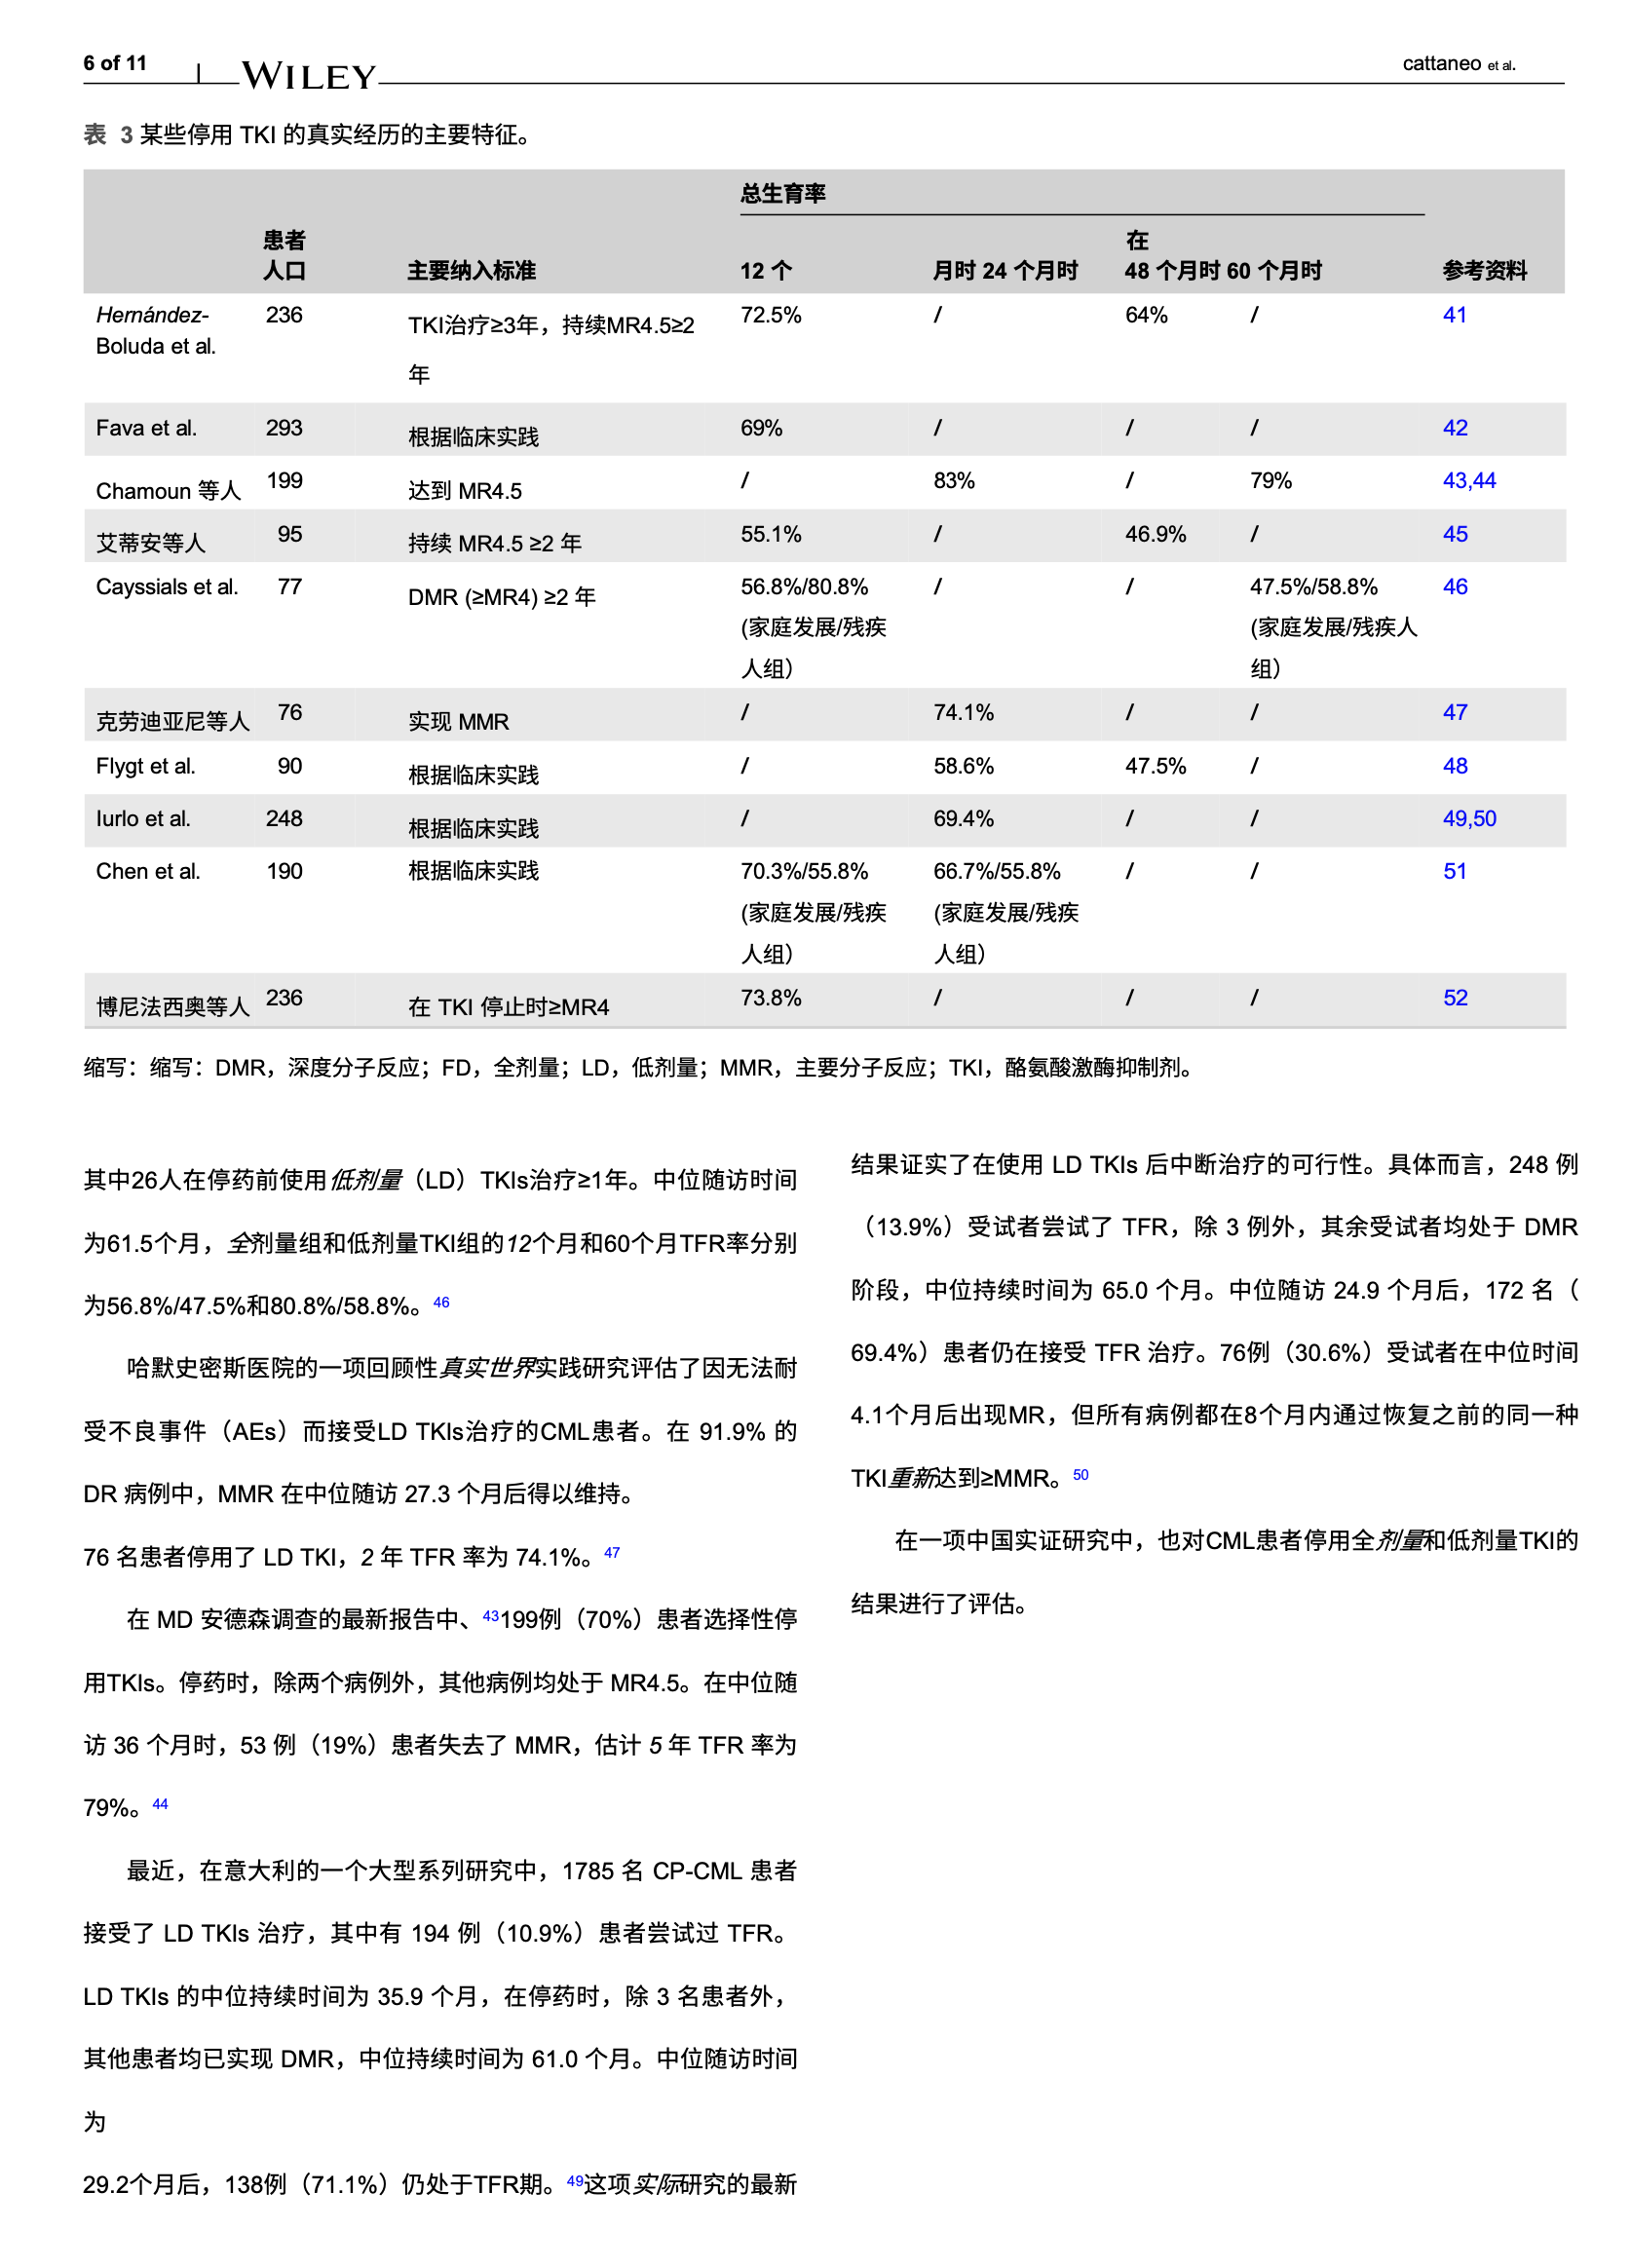 6 of 11
WILEY
cattaneo et al.
表 3 某些停用 TKI 的真实经历的主要特征。
总生育率
患者
人口
主要纳入标准
12 个
月时 24 个月时
在
48 个月时 60 个月时
参考资料
Hernández-
Boluda et al.
236
TKI治疗≥3年，持续MR4.5≥2
年
72.5%
/
64%
/
41
Fava et al.
293
根据临床实践
69%
/
/
/
42
Chamoun 等人
199
达到 MR4.5
/
83%
/
79%
43,44
艾蒂安等人
95
持续 MR4.5 ≥2 年
55.1%
/
46.9%
/
45
Cayssials et al.
77
DMR (≥MR4) ≥2 年
56.8%/80.8%
(家庭发展/残疾
人组）
/
/
47.5%/58.8%
(家庭发展/残疾人
组）
46
克劳迪亚尼等人
76
实现 MMR
/
74.1%
/
/
47
Flygt et al.
90
根据临床实践
/
58.6%
47.5%
/
48
Iurlo et al.
248
根据临床实践
/
69.4%
/
/
49,50
Chen et al.
190
根据临床实践
70.3%/55.8%
(家庭发展/残疾
人组）
66.7%/55.8%
(家庭发展/残疾
人组）
/
/
51
博尼法西奥等人
236
在 TKI 停止时≥MR4
73.8%
/
/
/
52
缩写：缩写：DMR，深度分子反应；FD，全剂量；LD，低剂量；MMR，主要分子反应；TKI，酪氨酸激酶抑制剂。
其中26人在停药前使用低剂量（LD）TKIs治疗≥1年。中位随访时间
为61.5个月，全剂量组和低剂量TKI组的12个月和60个月TFR率分别
为56.8%/47.5%和80.8%/58.8%。46
哈默史密斯医院的一项回顾性真实世界实践研究评估了因无法耐
受不良事件（AEs）而接受LD TKIs治疗的CML患者。在 91.9% 的
DR 病例中，MMR 在中位随访 27.3 个月后得以维持。
76 名患者停用了 LD TKI，2 年 TFR 率为 74.1%。47
在 MD 安德森调查的最新报告中、43199例（70%）患者选择性停
用TKIs。停药时，除两个病例外，其他病例均处于 MR4.5。在中位随
访 36 个月时，53 例（19%）患者失去了 MMR，估计 5 年 TFR 率为
79%。44
最近，在意大利的一个大型系列研究中，1785 名 CP-CML 患者
接受了 LD TKIs 治疗，其中有 194 例（10.9%）患者尝试过 TFR。
LD TKIs 的中位持续时间为 35.9 个月，在停药时，除 3 名患者外，
其他患者均已实现 DMR，中位持续时间为 61.0 个月。中位随访时间
为
29.2个月后，138例（71.1%）仍处于TFR期。49这项实际研究的最新
结果证实了在使用 LD TKIs 后中断治疗的可行性。具体而言，248 例
（13.9%）受试者尝试了 TFR，除 3 例外，其余受试者均处于 DMR
阶段，中位持续时间为 65.0 个月。中位随访 24.9 个月后，172 名（
69.4%）患者仍在接受 TFR 治疗。76例（30.6%）受试者在中位时间
4.1个月后出现MR，但所有病例都在8个月内通过恢复之前的同一种
TKI重新达到≥MMR。50
在一项中国实证研究中，也对CML患者停用全剂量和低剂量TKI的
结果进行了评估。